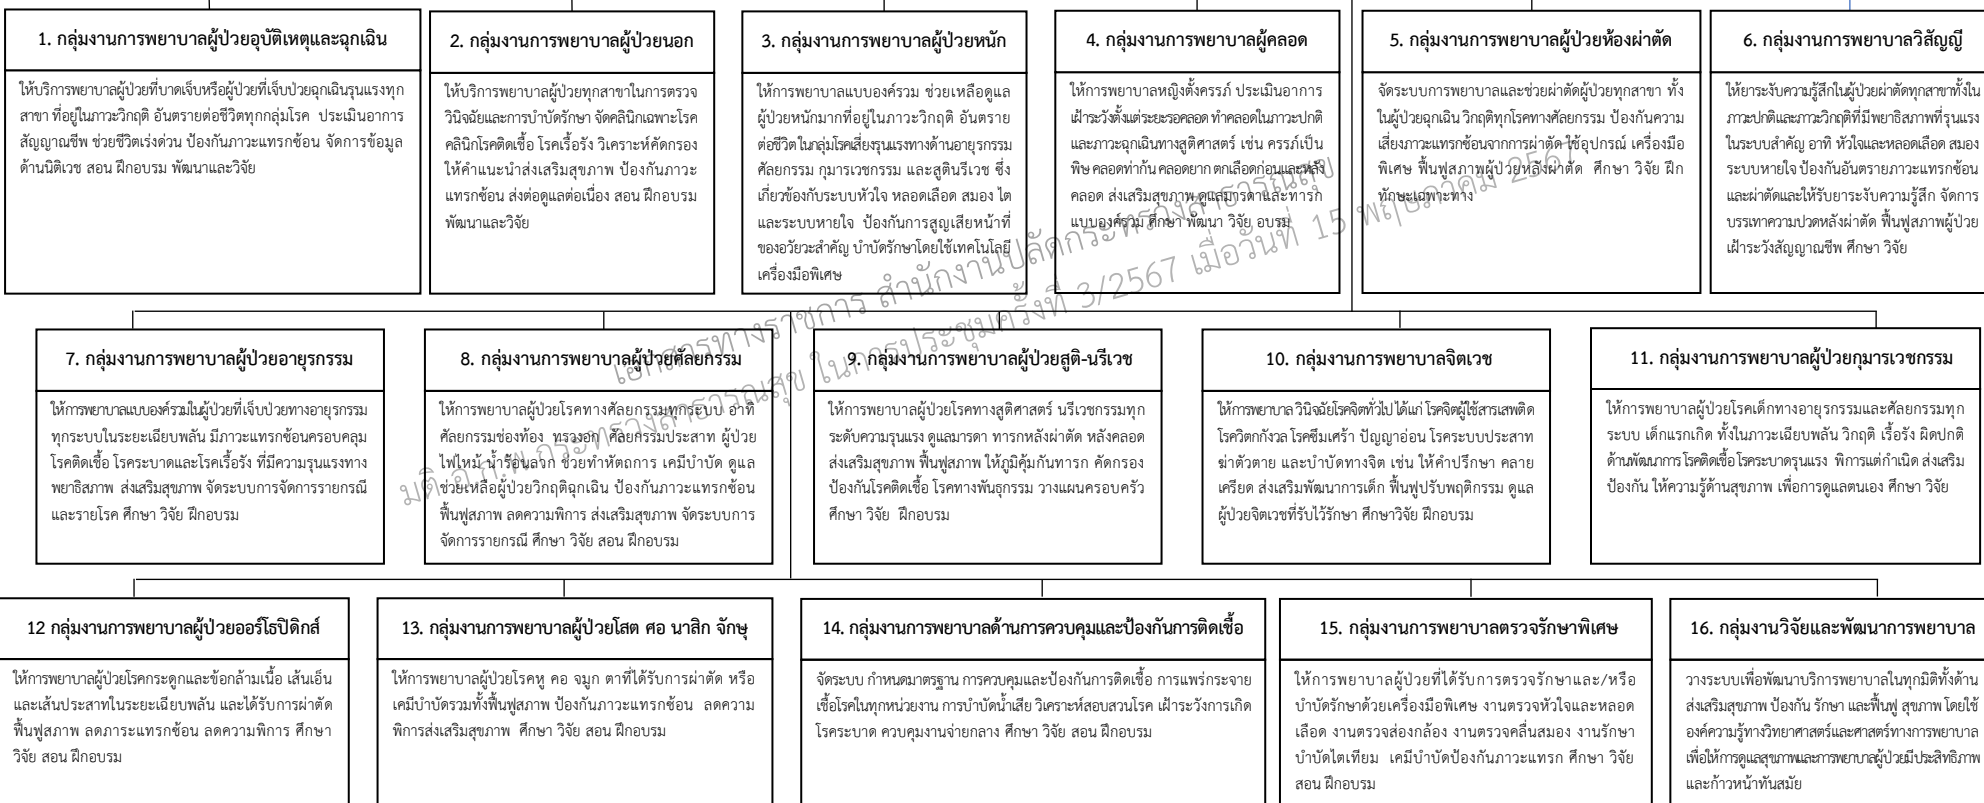 1. กลุ่มงานการพยาบาลผู้ป่วยอุบัติเหตุและฉุกเฉิน
ให้บริการพยาบาลผู้ป่วยที่บาดเจ็บหรือผู้ป่วยที่เจ็บป่วยฉุกเฉินรุนแรงทุก
สาขา ที่อยู่ในภาวะวิกฤติ อันตรายต่อชีวิตทุกกลุ่มโรค ประเมินอาการ
สัญญาณชีพ ช่วยชีวิตเร่งด่วน ป้องกันภาวะแทรกซ้อน จัดการข้อมูล
ด้านนิติเวช สอน ฝึกอบรม พัฒนาและวิจัย
2. กลุ่มงานการพยาบาลผู้ป่วยนอก
ให้บริการพยาบาลผู้ป่วยทุกสาขาในการตรวจ
วินิจฉัยและการบำบัดรักษา จัดคลินิกเฉพาะโรค
คลินิกโรคติดเชื้อ โรคเรื้อรัง วิเคราะห์คัดกรอง
ให้คำแนะนำส่งเสริมสุขภาพ ป้องกันภาวะ
แทรกซ้อน ส่งต่อดูแลต่อเนื่อง สอน ฝึกอบรม
พัฒนาและวิจัย
3. กลุ่มงานการพยาบาลผู้ป่วยหนัก
ให้การพยาบาลแบบองค์รวม ช่วยเหลือดูแล
ผู้ป่วยหนักมากที่อยู่ในภาวะวิกฤติ อันตราย
ต่อชีวิต ในกลุ่มโรคเสี่ยงรุนแรงทางด้านอายุรกรรม
ศัลยกรรม กุมารเวชกรรม และสูตินรีเวช ซึ่ง
เกี่ยวข้องกับระบบหัวใจ หลอดเลือด สมอง ไต
และระบบหายใจ ป้องกันการสูญเสียหน้าที่
ของอวัยวะสำคัญ บำบัดรักษาโดยใช้เทคโนโลยี
เครื่องมือพิเศษ
4. กลุ่มงานการพยาบาลผู้คลอด
ให้การพยาบาลหญิงตั้งครรภ์ ประเมินอาการ
เฝ้าระวังตั้งแต่ระยะรอคลอด ทำคลอดในภาวะปกติ
และภาวะฉุกเฉินทางสูติศาสตร์ เช่น ครรภ์เป็น
พิษ คลอดท่าก้น คลอดยาก ตกเลือดก่อนและหลัง
คลอด ส่งเสริมสุขภาพ ดูแลมารดาและทารก
แบบองค์รวม ศึกษา พัฒนา วิจัย อบรม
5. กลุ่มงานการพยาบาลผู้ป่วยห้องผ่าตัด
จัดระบบการพยาบาลและช่วยผ่าตัดผู้ป่วยทุกสาขา ทั้ง
ในผู้ป่วยฉุกเฉิน วิกฤติทุกโรคทางศัลยกรรม ป้องกันความ
เสี่ยงภาวะแทรกซ้อนจากการผ่าตัด ใช้อุปกรณ์ เครื่องมือ
พิเศษ ฟื้นฟูสภาพผู้ป่วยหลังผ่าตัด ศึกษา วิจัย ฝึก
ทักษะเฉพาะทาง
6. กลุ่มงานการพยาบาลวิสัญญี
ให้ยาระงับความรู้สึกในผู้ป่วยผ่าตัดทุกสาขาทั้งใน
ภาวะปกติและภาวะวิกฤติที่มีพยาธิสภาพที่รุนแรง
ในระบบสำคัญ อาทิ หัวใจและหลอดเลือด สมอง
ระบบหายใจ ป้องกันอันตรายภาวะแทรกซ้อน
และผ่าตัดและให้รับยาระงับความรู้สึก จัดการ
บรรเทาความปวดหลังผ่าตัด ฟื้นฟูสภาพผู้ป่วย
เฝ้าระวังสัญญาณชีพ ศึกษา วิจัย
7. กลุ่มงานการพยาบาลผู้ป่วยอายุรกรรม
ให้การพยาบาลแบบองค์รวมในผู้ป่วยที่เจ็บป่วยทางอายุรกรรม
ทุกระบบในระยะเฉียบพลัน มีภาวะแทรกซ้อนครอบคลุม
โรคติดเชื้อ โรคระบาดและโรคเรื้อรัง ที่มีความรุนแรงทาง
พยาธิสภาพ ส่งเสริมสุขภาพ จัดระบบการจัดการรายกรณี
และรายโรค ศึกษา วิจัย ฝึกอบรม
8. กลุ่มงานการพยาบาลผู้ป่วยศัลยกรรม
ให้การพยาบาลผู้ป่วยโรคทางศัลยกรรมทุกระบบ อาทิ
ศัลยกรรมช่องท้อง ทรวงอก ศัลยกรรมประสาท ผู้ป่วย
ไฟไหม้ น้ำร้อนลวก ช่วยทำหัตถการ เคมีบำบัด ดูแล
ช่วยเหลือผู้ป่วยวิกฤติฉุกเฉิน ป้องกันภาวะแทรกซ้อน
ฟื้นฟูสภาพ ลดความพิการ ส่งเสริมสุขภาพ จัดระบบการ
จัดการรายกรณี ศึกษา วิจัย สอน ฝึกอบรม
9. กลุ่มงานการพยาบาลผู้ป่วยสูติ-นรีเวช
ให้การพยาบาลผู้ป่วยโรคทางสูติศาสตร์ นรีเวชกรรมทุก
ระดับความรุนแรง ดูแลมารดา ทารกหลังผ่าตัด หลังคลอด
ส่งเสริมสุขภาพ ฟื้นฟูสภาพ ให้ภูมิคุ้มกันทารก คัดกรอง
ป้องกันโรคติดเชื้อ โรคทางพันธุกรรม วางแผนครอบครัว
ศึกษา วิจัย ฝึกอบรม
10. กลุ่มงานการพยาบาลจิตเวช
ให้การพยาบาล วินิจฉัยโรคจิตทั่วไป ได้แก่ โรคจิตผู้ใช้สารเสพติด
โรควิตกกังวล โรคซึมเศร้า ปัญญาอ่อน โรคระบบประสาท
ฆ่าตัวตาย และบำบัดทางจิต เช่น ให้คำปรึกษา คลาย
เครียด ส่งเสริมพัฒนาการเด็ก ฟื้นฟูปรับพฤติกรรม ดูแล
ผู้ป่วยจิตเวชที่รับไว้รักษา ศึกษาวิจัย ฝึกอบรม
11. กลุ่มงานการพยาบาลผู้ป่วยกุมารเวชกรรม
ให้การพยาบาลผู้ป่วยโรคเด็กทางอายุรกรรมและศัลยกรรมทุก
ระบบ เด็กแรกเกิด ทั้งในภาวะเฉียบพลัน วิกฤติ เรื้อรัง ผิดปกติ
ด้านพัฒนาการ โรคติดเชื้อ โรคระบาดรุนแรง พิการแต่กำเนิด ส่งเสริม
ป้องกัน ให้ความรู้ด้านสุขภาพ เพื่อการดูแลตนเอง ศึกษา วิจัย
12 กลุ่มงานการพยาบาลผู้ป่วยออร์โธปิดิกส์
ให้การพยาบาลผู้ป่วยโรคกระดูกและข้อกล้ามเนื้อ เส้นเอ็น
และเส้นประสาทในระยะเฉียบพลัน และได้รับการผ่าตัด
ฟื้นฟูสภาพ ลดภาระแทรกซ้อน ลดความพิการ ศึกษา
วิจัย สอน ฝึกอบรม
13. กลุ่มงานการพยาบาลผู้ป่วยโสต ศอ นาสิก จักษุ
ให้การพยาบาลผู้ป่วยโรคหู คอ จมูก ตาที่ได้รับการผ่าตัด หรือ
เคมีบำบัดรวมทั้งฟื้นฟูสภาพ ป้องกันภาวะแทรกซ้อน ลดความ
พิการส่งเสริมสุขภาพ ศึกษา วิจัย สอน ฝึกอบรม
14. กลุ่มงานการพยาบาลด้านการควบคุมและป้องกันการติดเชื้อ
จัดระบบ กำหนดมาตรฐาน การควบคุมและป้องกันการติดเชื้อ การแพร่กระจาย
เชื้อโรคในทุกหน่วยงาน การบำบัดน้ำเสีย วิเคราะห์สอบสวนโรค เฝ้าระวังการเกิด
โรคระบาด ควบคุมงานจ่ายกลาง ศึกษา วิจัย สอน ฝึกอบรม
15. กลุ่มงานการพยาบาลตรวจรักษาพิเศษ
ให้การพยาบาลผู้ป่วยที่ได้รับการตรวจรักษาและ/หรือ
บำบัดรักษาด้วยเครื่องมือพิเศษ งานตรวจหัวใจและหลอด
เลือด งานตรวจส่องกล้อง งานตรวจคลื่นสมอง งานรักษา
บำบัดไตเทียม เคมีบำบัดป้องกันภาวะแทรก ศึกษา วิจัย
สอน ฝึกอบรม
16. กลุ่มงานวิจัยและพัฒนาการพยาบาล
วางระบบเพื่อพัฒนาบริการพยาบาลในทุกมิติทั้งด้าน
ส่งเสริมสุขภาพ ป้องกัน รักษา และฟื้นฟู สุขภาพ โดยใช้
องค์ความรู้ทางวิทยาศาสตร์และศาสตร์ทางการพยาบาล
เพื่อให้การดูแลสุขภาพและการพยาบาลผู้ป่วยมีประสิทธิภาพ
และก้าวหน้าทันสมัย
เอกสารทางราชการ สำนักงานปลัดกระทรวงสาธารณสุข
มติ อ.ก.พ.กระทรวงสาธารณสุข ในการประชุมครั้งที่ 3/2567 เมื่อวันที่ 15 พฤษภาคม 2567